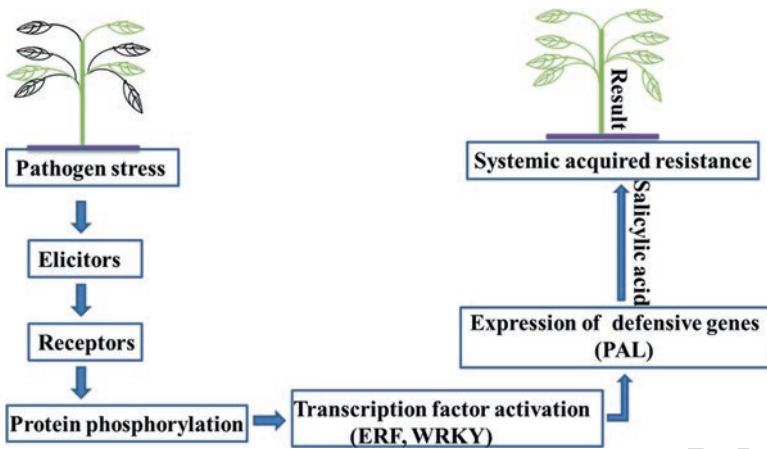 Pathogen stress
Elicitors
Receptors
Protein phosphorylation
Transcription factor activation
(ERF, WRKY)
Expression of defensive genes
(PAL)
Salicylic acid
Systemic acquired resistance
Result